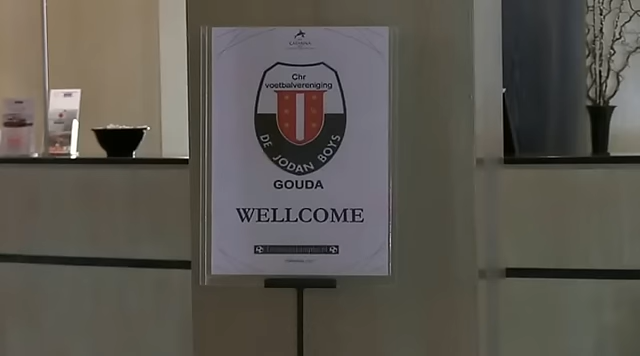 Chr
voetbalvereniging
DE JODAN BOYS
GOUDA
WELLCOME